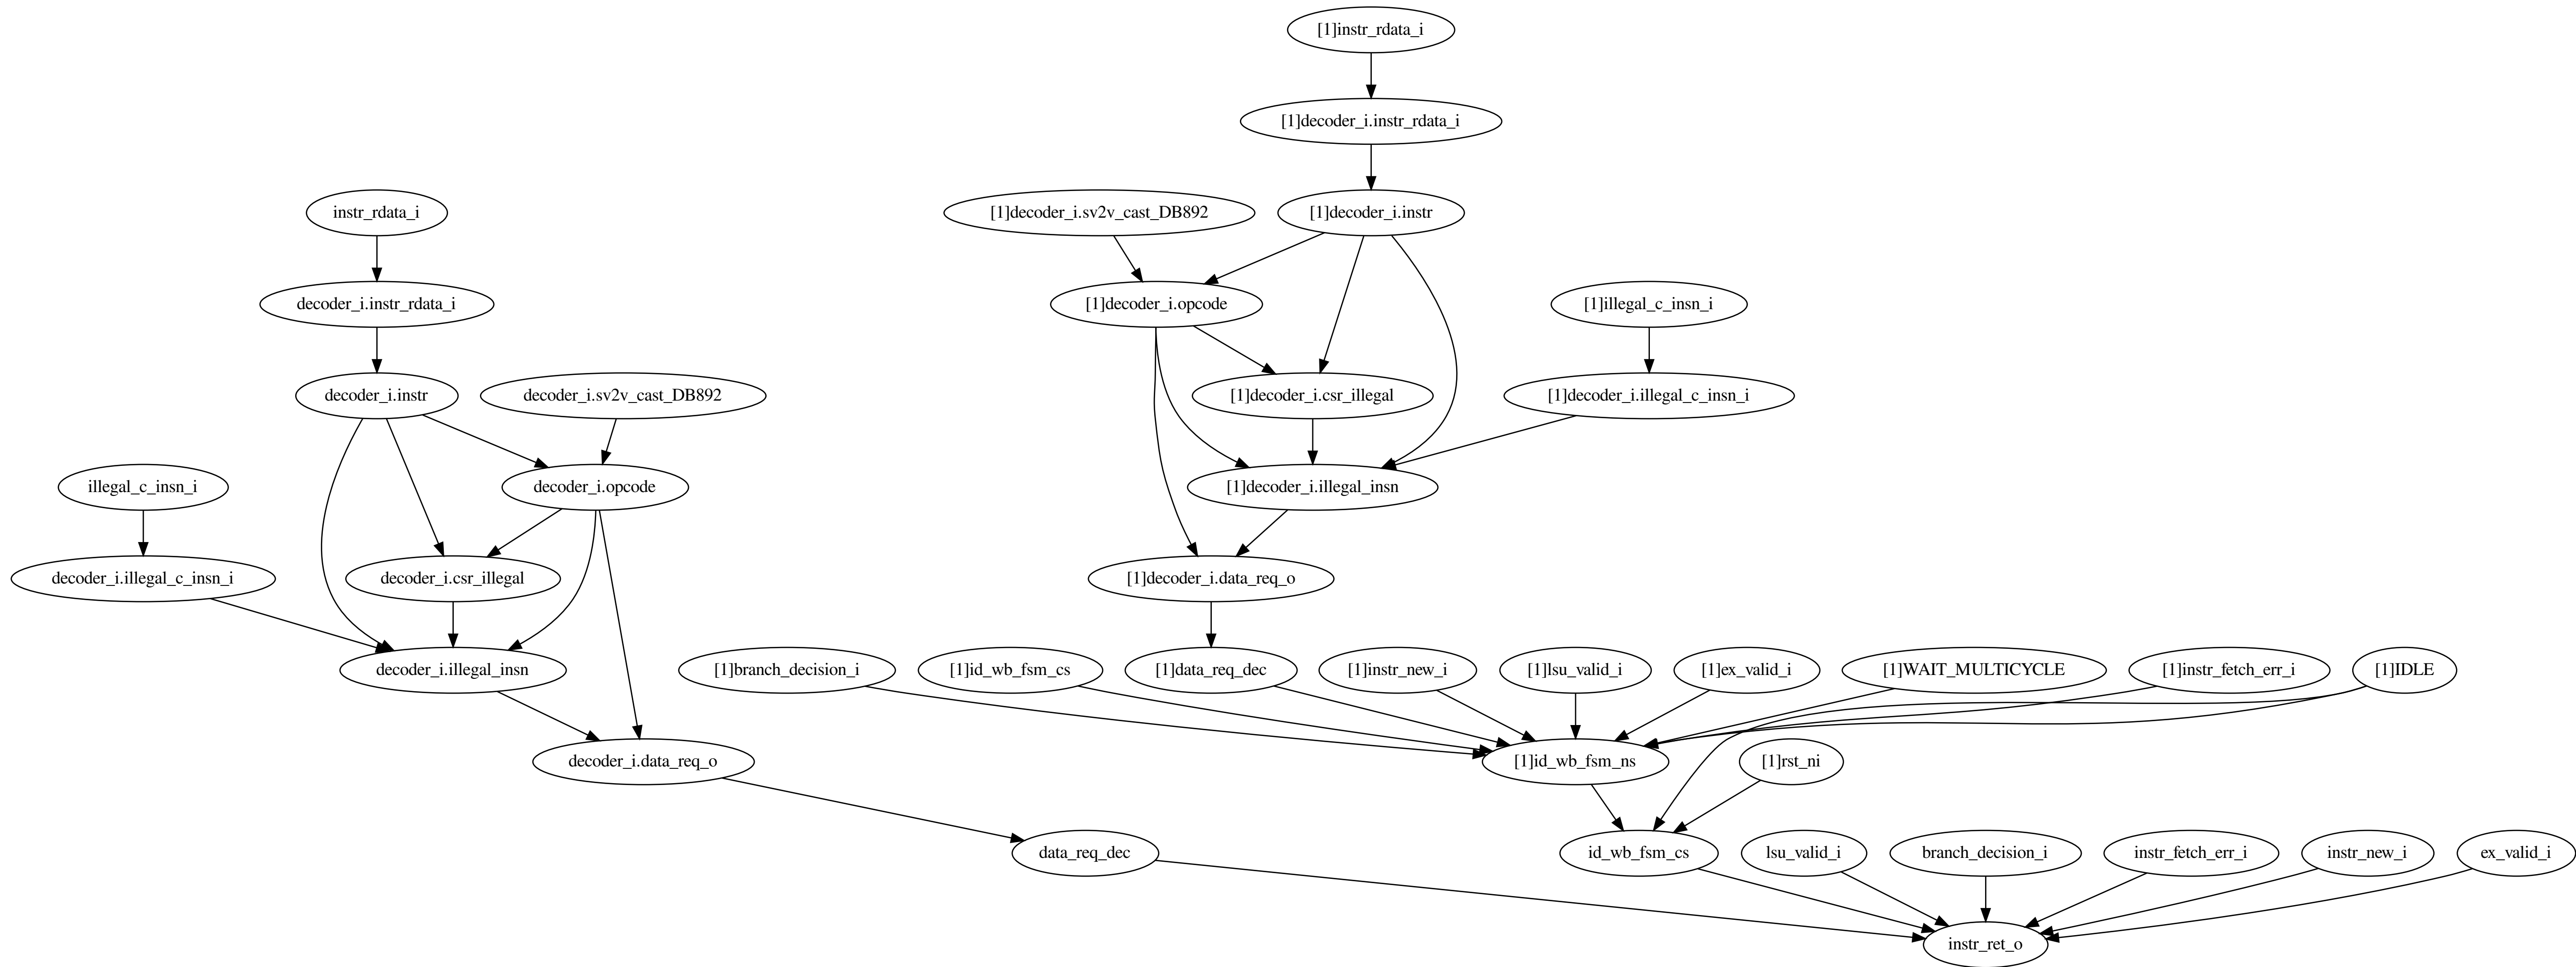 [1]instr_rdata_i
[1]decoder_i.instr_rdata_i
instr_rdata_i
[1]decoder_i.sv2v_cast_DB892
[1]decoder_i.instr
decoder_i.instr_rdata_i
[1]decoder_i.opcode
[1]illegal_c_insn_i
decoder_i.instr
decoder_i.sv2v_cast_DB892
[1]decoder_i.csr_illegal
[1]decoder_i.illegal_c_insn_i
illegal_c_insn_i
decoder_i.opcode
[1]decoder_i.illegal_insn
decoder_i.illegal_c_insn_i
decoder_i.csr_illegal
[1]decoder_i.data_req_o
decoder_i.illegal_insn
[1]branch_decision_i
[1]id_wb_fsm_cs
[1]data_req_dec
[1]instr_new_i
[1]lsu_valid_i
[1]ex_valid_i
[1]WAIT_MULTICYCLE
[1]instr_fetch_err_i
[1]IDLE
decoder_i.data_req_o
[1]id_wb_fsm_ns
[1]rst_ni
data_req_dec
id_wb_fsm_cs
lsu_valid_i
branch_decision_i
instr_fetch_err_i
instr_new_i
ex_valid_i
instr_ret_o